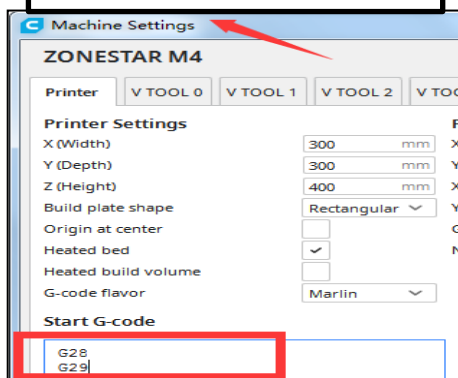 Machine Settings
ZONESTAR M4
Printer V TOOL 0 V TOOL 1 V TOOL 2
Printer Settings
X (Width) 300 mm X
Y (Depth) 300 mm Y
Z (Height) 400 mm X
Build plate shape Rectangular Y
Origin at center
Heated bed
Heated build volume
G-code flavor Marlin
Start G-code
G28
G29